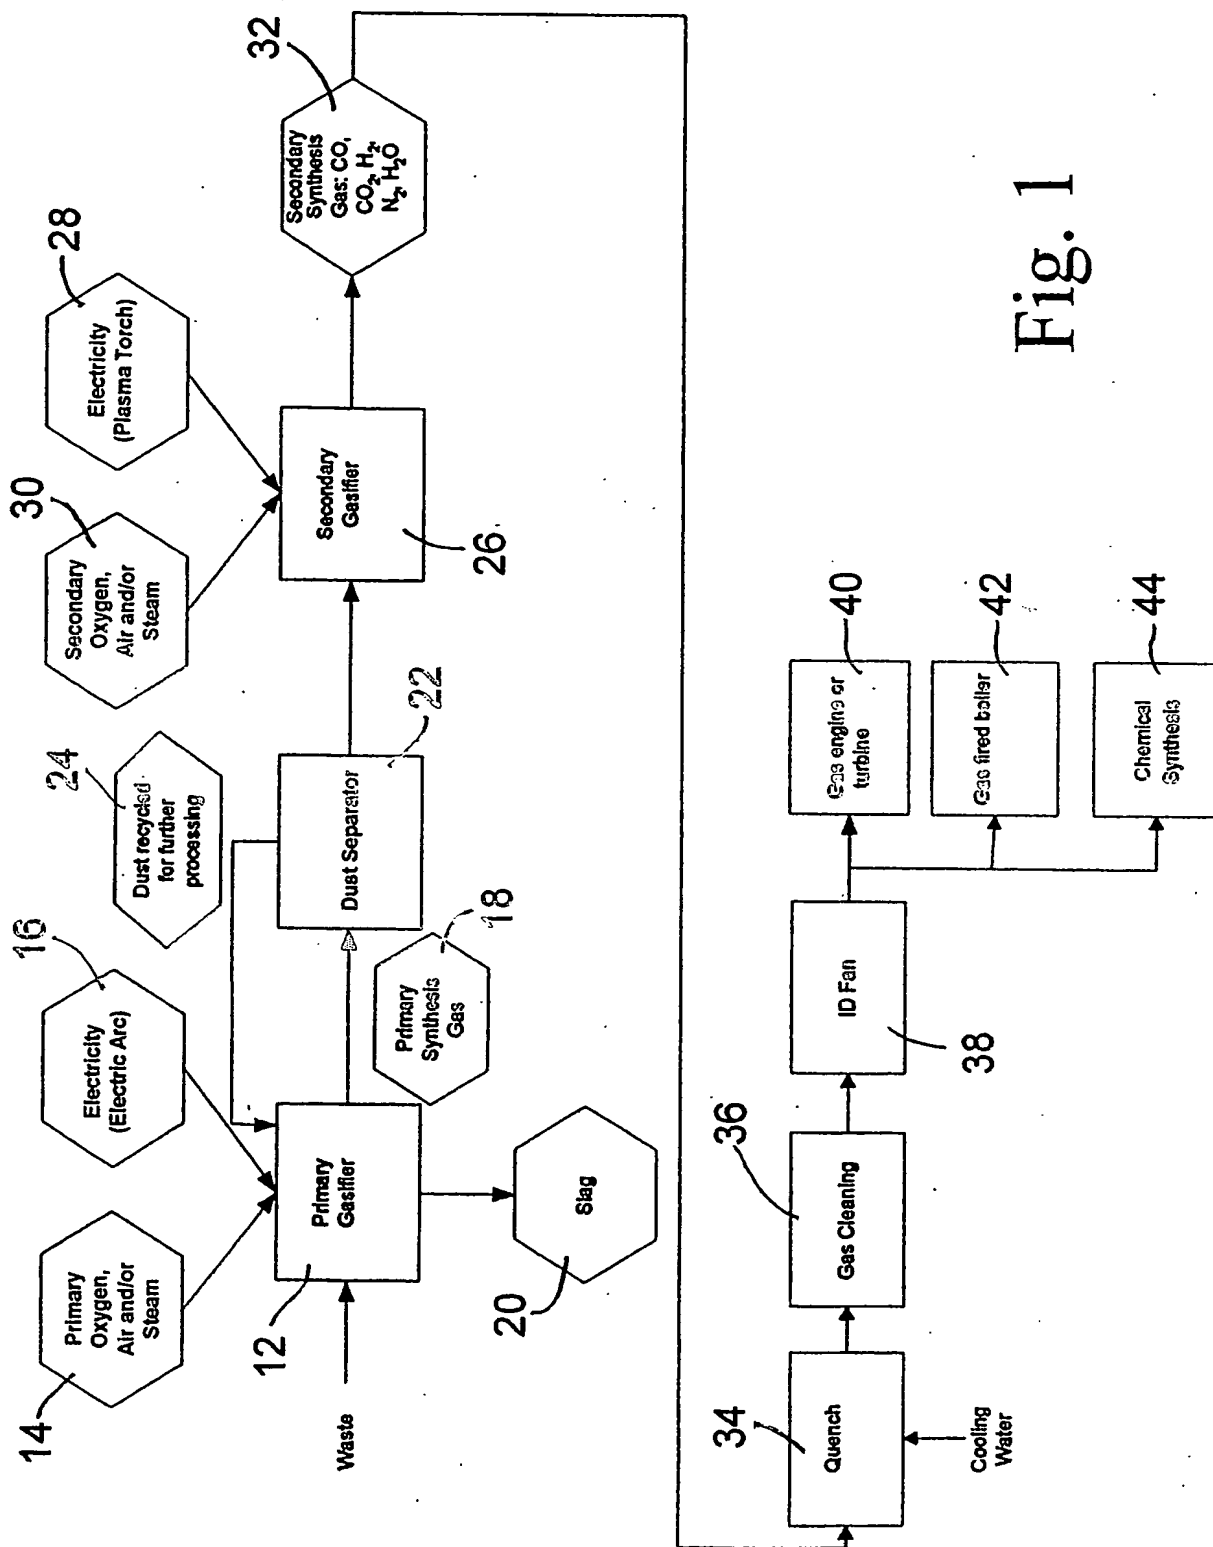 14
Primary
Oxygen,
Air and/or
Steam
16
Electricity
(Electric Arc)
24
Dust recycled
for further
processing
30
Secondary
Oxygen,
Air and/or
Steam
28
Electricity
(Plasma Torch)
Waste
12
Primary
Gasifier
18
Primary
Synthesis
Gas
22
Dust Separator
26
Secondary
Gasifier
32
Secondary
Synthesis
Gas: CO,
CO₂, H₂,
N₂, H₂O
20
Slag
34
Quench
Cooling
Water
36
Gas Cleaning
38
ID Fan
40
Gas engine or
turbine
42
Gas fired boiler
44
Chemical
Synthesis
Fig. 1